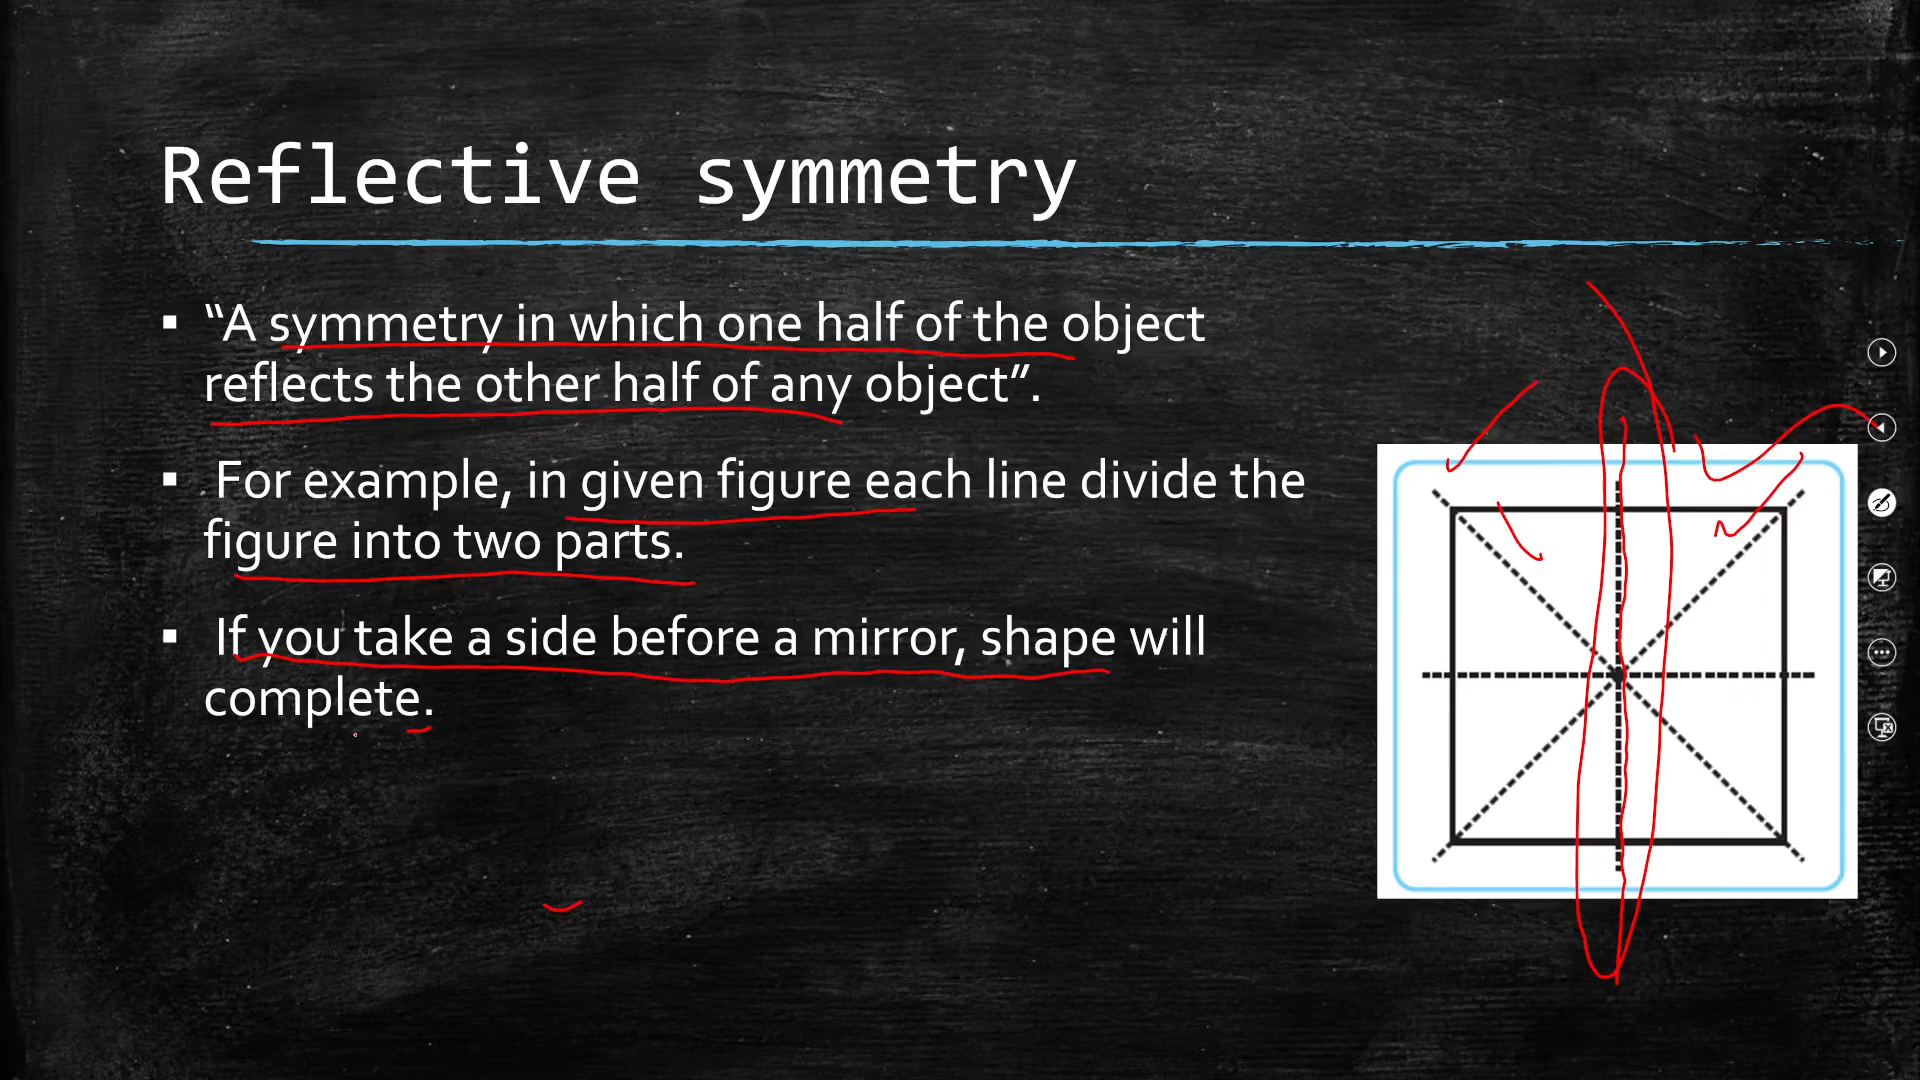 Reflective symmetry
▪ “A symmetry in which one half of the object
reflects the other half of any object”.
▪ For example, in given figure each line divide the
figure into two parts.
▪ If you take a side before a mirror, shape will
complete.